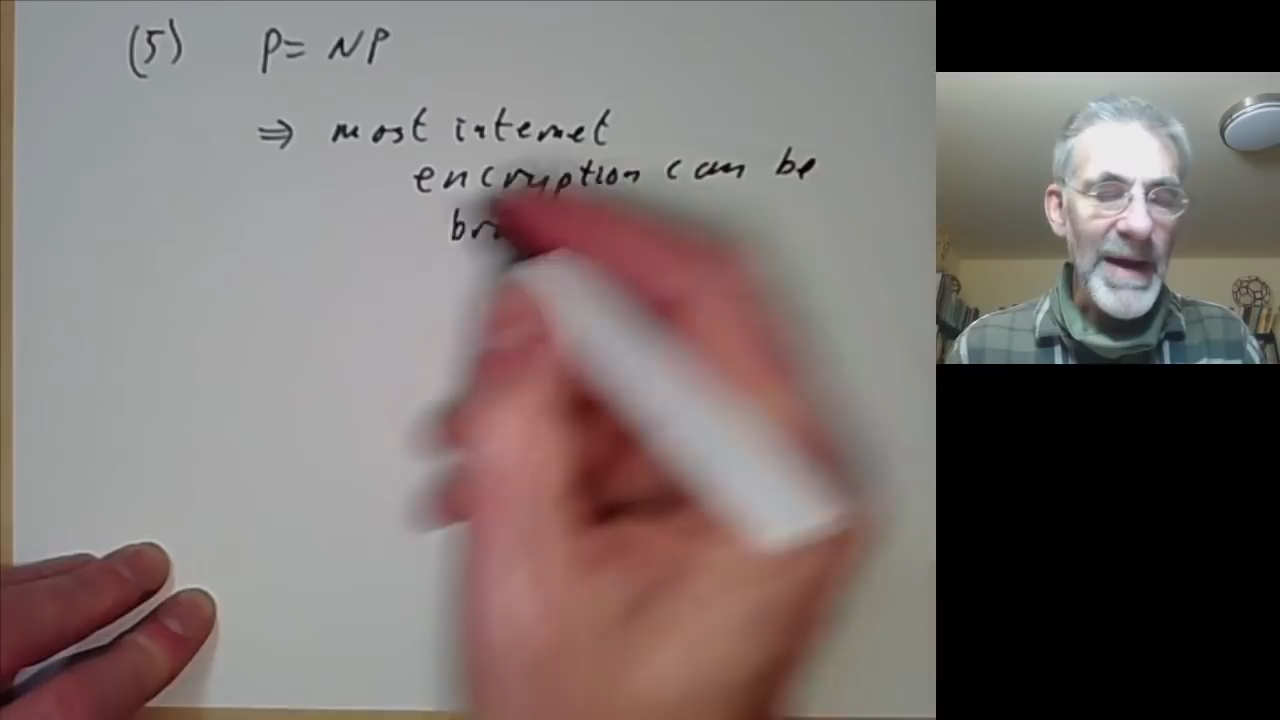 (5) P= NP
⇒ most internet
encryption can be